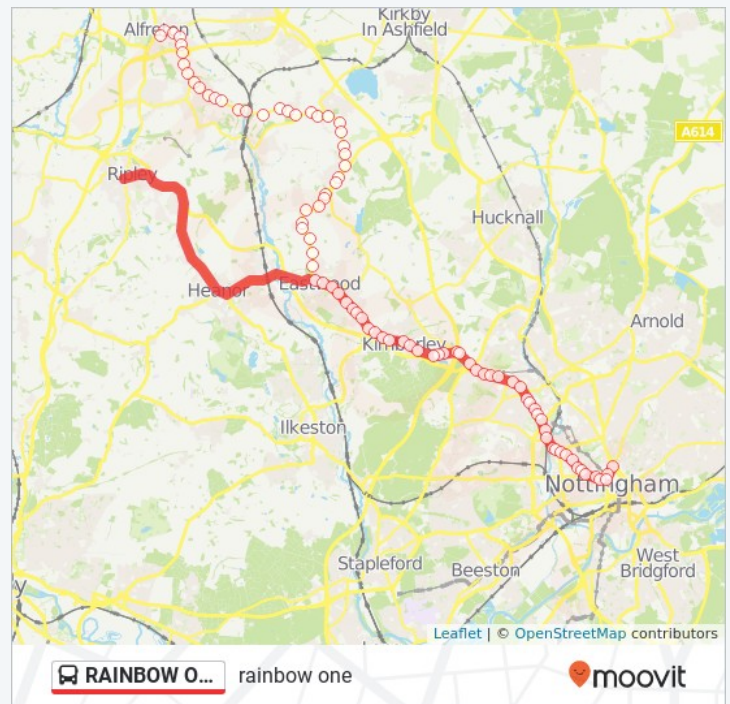 Kirkby
In Ashfield
Alfreton
A614
Ripley
Hucknall
Eastwood
Heanor
Arnold
Kimberley
Ilkeston
Nottingham
Stapleford
Beeston
West
Bridgford
y
Leaflet | © OpenStreetMap contributors
RAINBOW O...
rainbow one
moovit